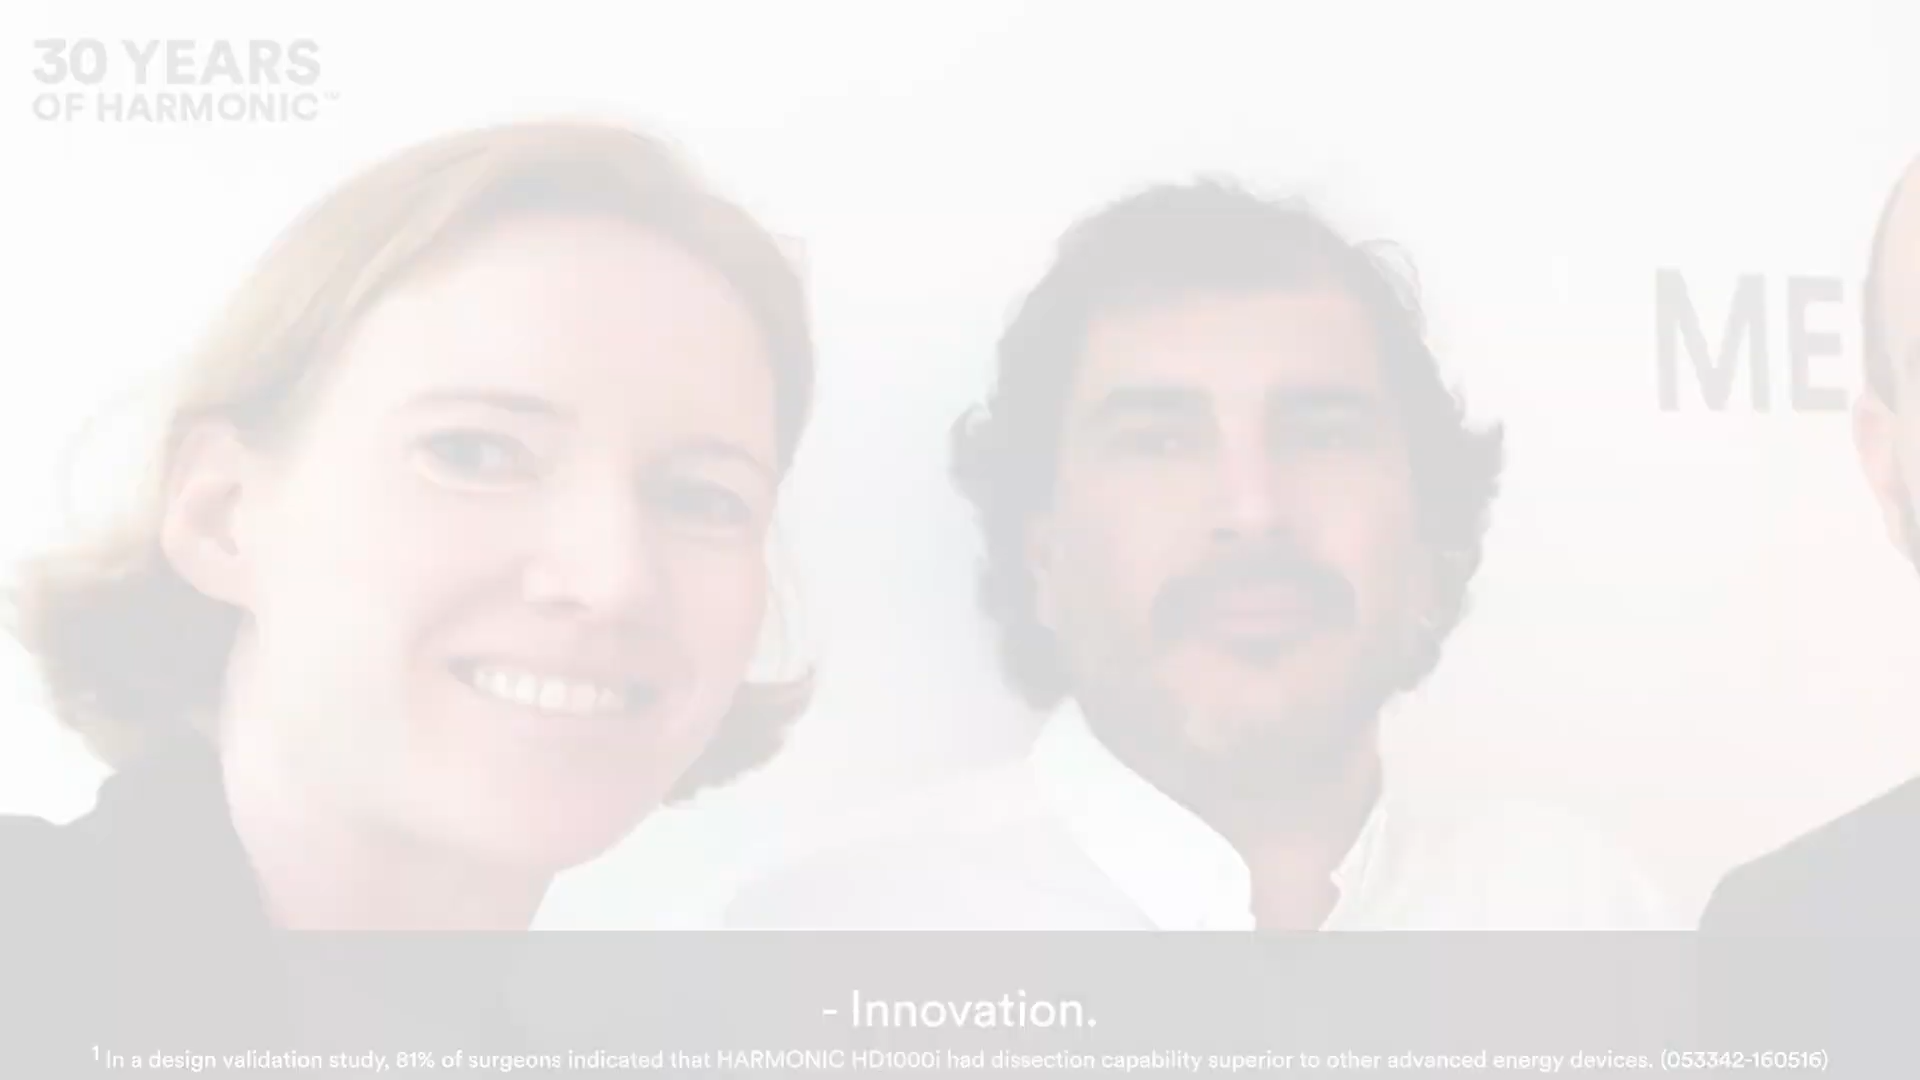 30 YEARS
OF HARMONIC™
ME
- Innovation.
¹ In a design validation study, 81% of surgeons indicated that HARMONIC HD1000i had dissection capability superior to other advanced energy devices. (053342-160516)